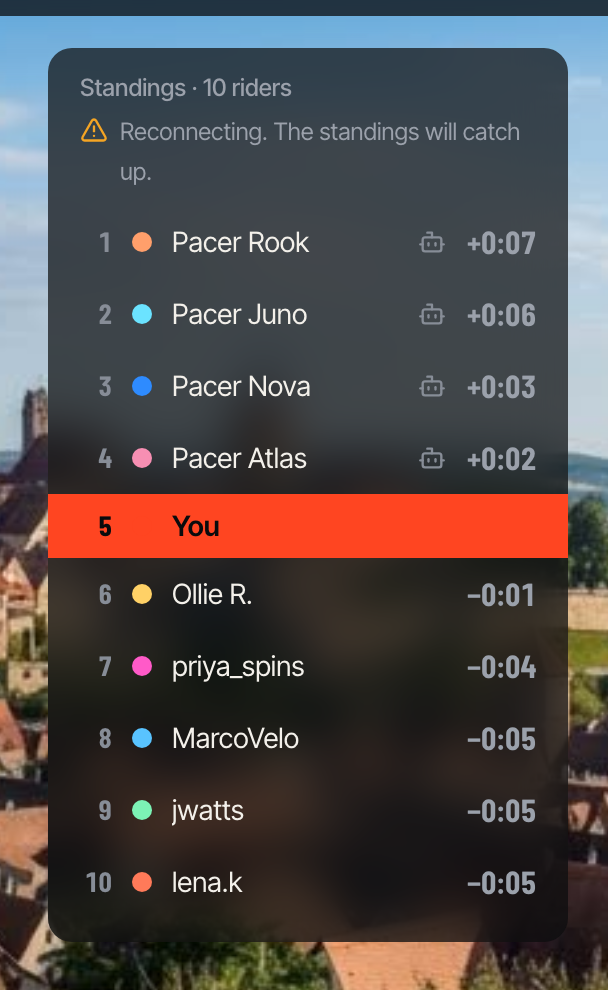 Standings · 10 riders
Reconnecting. The standings will catch
up.
1 Pacer Rook +0:07
2 Pacer Juno +0:06
3 Pacer Nova +0:03
4 Pacer Atlas +0:02
5 You
6 Ollie R. −0:01
7 priya_spins −0:04
8 MarcoVelo −0:05
9 jwatts −0:05
10 lena.k −0:05